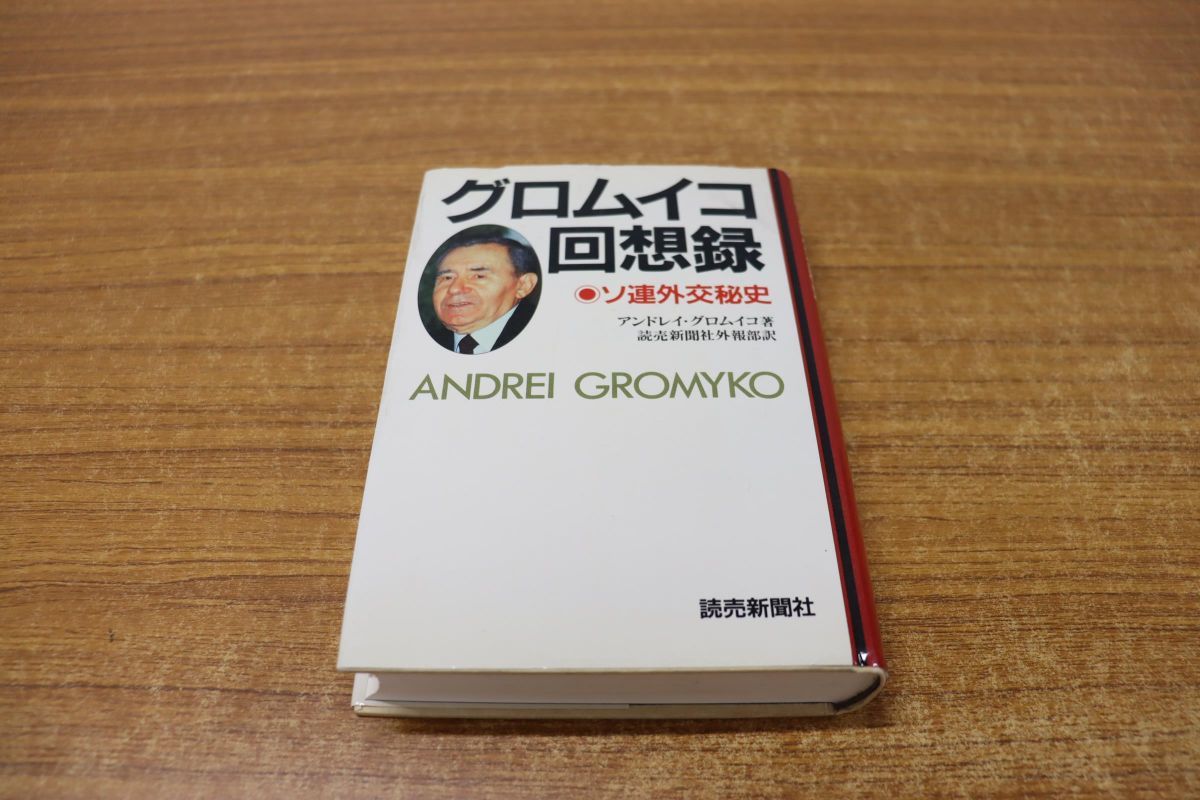 グロムイコ
回想録
◉ソ連外交秘史
アンドレイ・グロムイコ著
読売新聞社外報部訳
ANDREI GROMYKO
読売新聞社